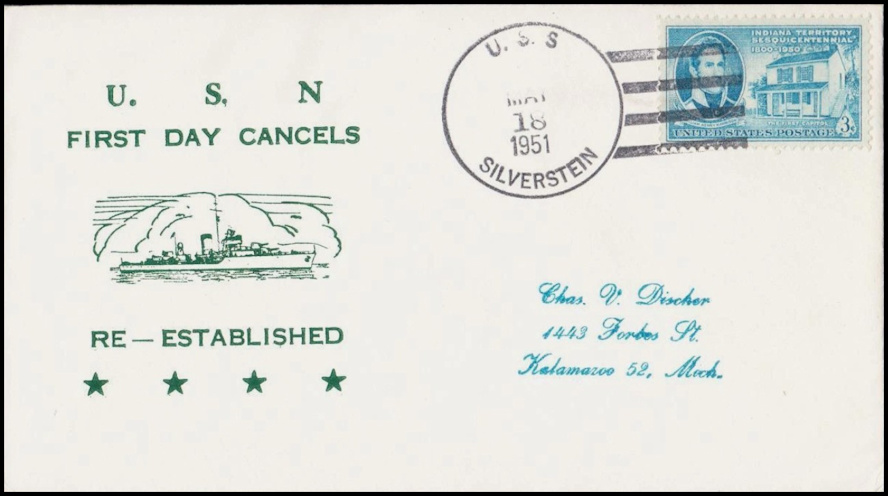 U. S. N
FIRST DAY CANCELS
RE — ESTABLISHED
U. S. S
MAY
18
1951
SILVERSTEIN
INDIANA TERRITORY
SESQUICENTENNIAL
1800-1950
UNITED STATES POSTAGE 3¢
Chas. V. Discher
1443 Forbes St.
Kalamazoo 52, Mich.